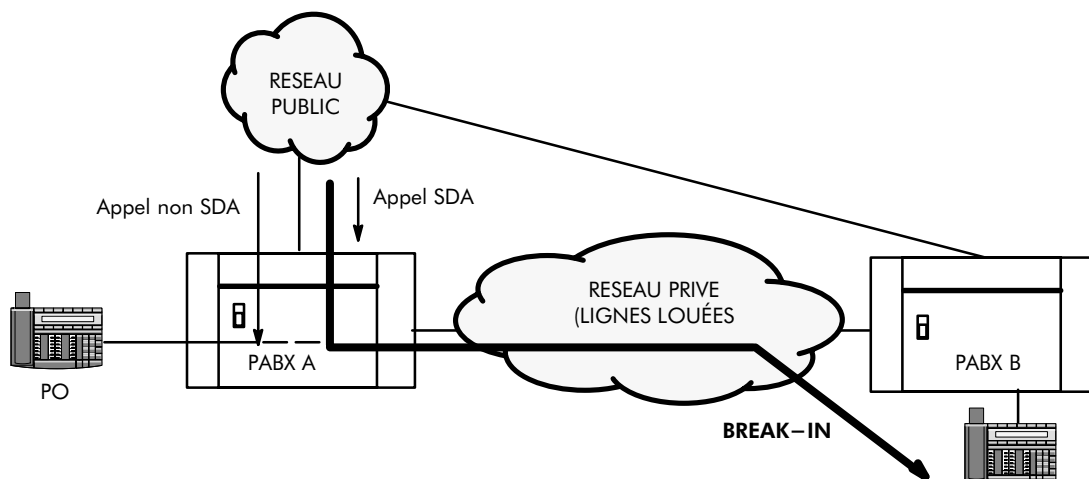 RESEAU
PUBLIC
Appel non SDA
Appel SDA
RESEAU PRIVE
(LIGNES LOUÉES
PABX A
PABX B
PO
BREAK–IN